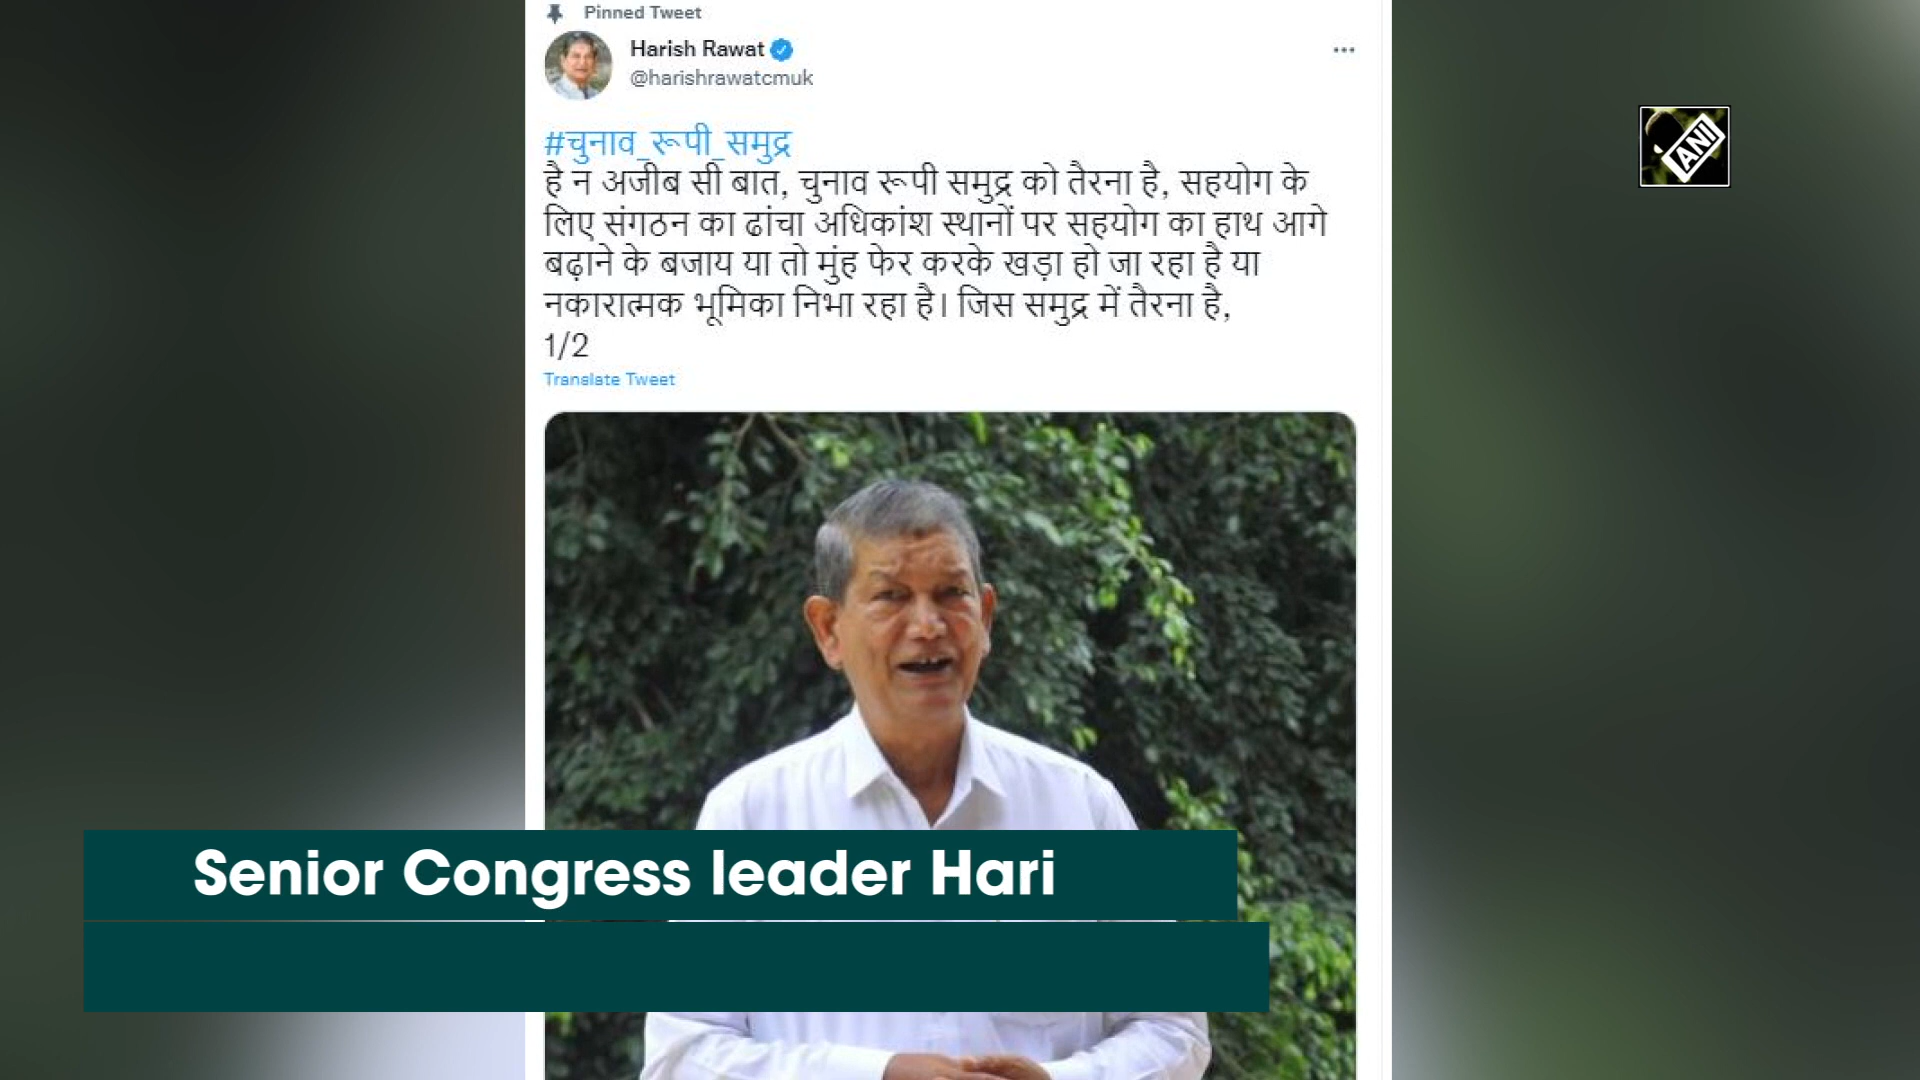 Pinned Tweet
Harish Rawat
@harishrawatcmuk
#चुनाव_रूपी_समुद्र
है न अजीब सी बात, चुनाव रूपी समुद्र को तैरना है, सहयोग के
लिए संगठन का ढांचा अधिकांश स्थानों पर सहयोग का हाथ आगे
बढ़ाने के बजाय या तो मुंह फेर करके खड़ा हो जा रहा है या
नकारात्मक भूमिका निभा रहा है। जिस समुद्र में तैरना है,
1/2
Translate Tweet
ANI
Senior Congress leader Hari